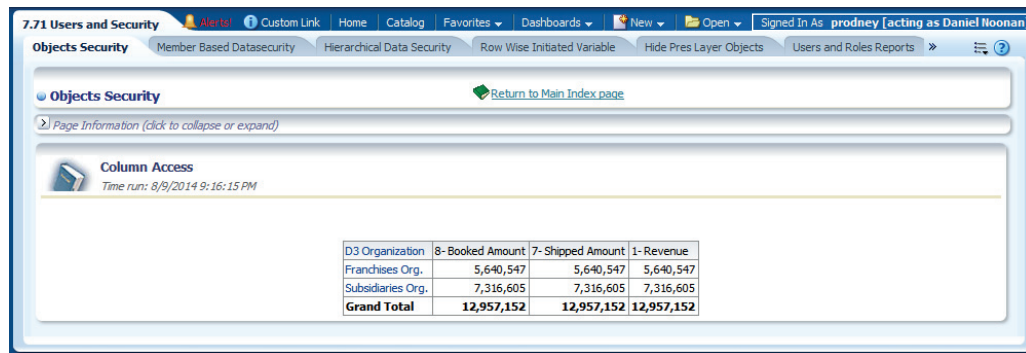 7.71 Users and Security Alerts! Custom Link Home Catalog Favorites Dashboards New Open Signed In As prodney [acting as Daniel Noonan
Objects Security Member Based Datasecurity Hierarchical Data Security Row Wise Initiated Variable Hide Pres Layer Objects Users and Roles Reports »
Objects Security Return to Main Index page
Page Information (click to collapse or expand)
Column Access
Time run: 8/9/2014 9:16:15 PM
D3 Organization 8- Booked Amount 7- Shipped Amount 1- Revenue
Franchises Org. 5,640,547 5,640,547 5,640,547
Subsidiaries Org. 7,316,605 7,316,605 7,316,605
Grand Total 12,957,152 12,957,152 12,957,152